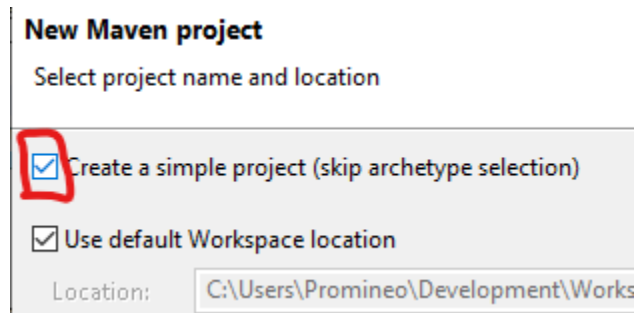 New Maven project
Select project name and location
Create a simple project (skip archetype selection)
Use default Workspace location
Location: C:\Users\Promineo\Development\Works